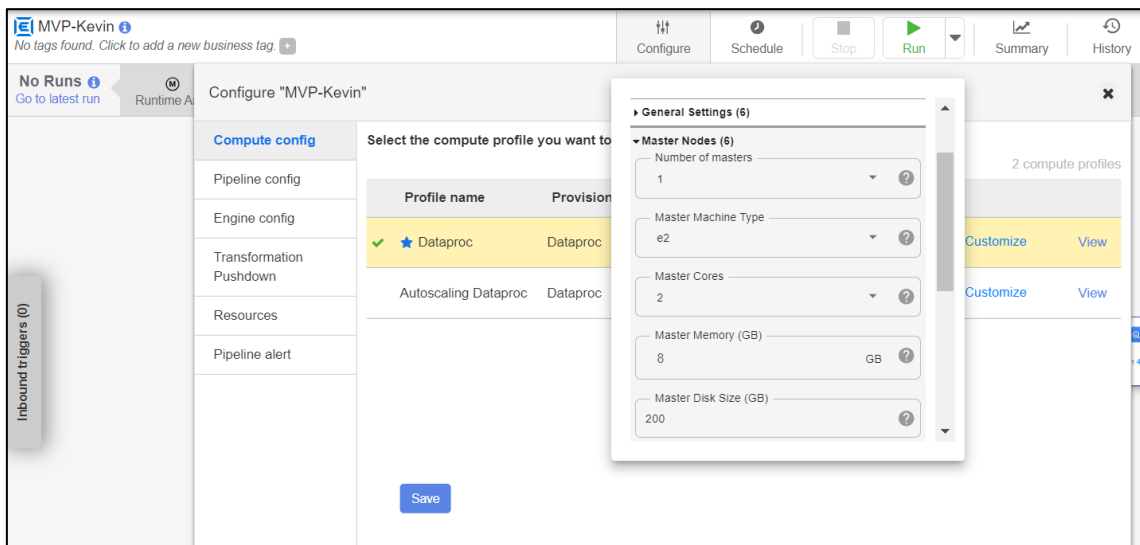 MVP-Kevin
No tags found. Click to add a new business tag.
Configure
Schedule
Stop
Run
Summary
History
No Runs
Go to latest run
M
Runtime A
Configure "MVP-Kevin"
Compute config
Pipeline config
Engine config
Transformation
Pushdown
Resources
Pipeline alert
Select the compute profile you want to
2 compute profiles
Profile name Provision
Dataproc Dataproc Customize View
Autoscaling Dataproc Dataproc Customize View
General Settings (6)
Master Nodes (6)
Number of masters
1
Master Machine Type
e2
Master Cores
2
Master Memory (GB)
8 GB
Master Disk Size (GB)
200
Save
Inbound triggers (0)